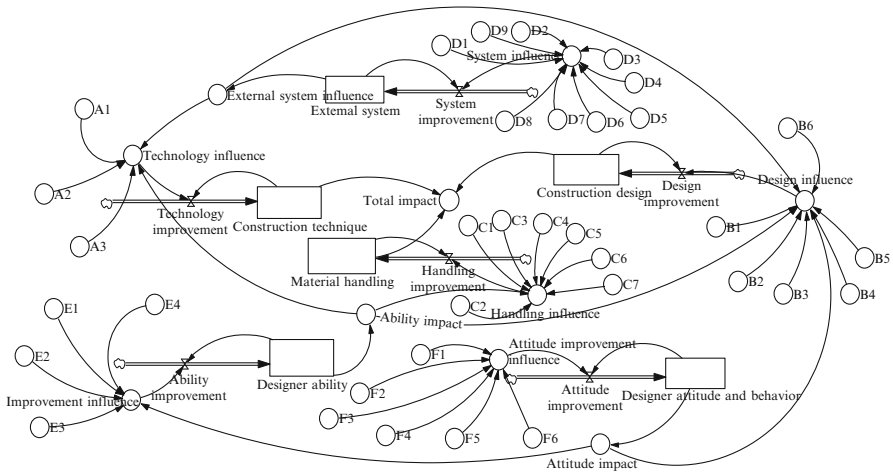 D9
D2
D1
System influence
D3
D4
External system influence
External system
System
improvement
D8
D7
D6
D5
A1
B6
Technology influence
A2
Technology
improvement
Construction technique
Total impact
Construction design
Design
improvement
Design influence
A3
C1
C3
C4
C5
C6
C7
B1
B5
B2
B3
B4
Material handling
Handling
improvement
C2
Handling influence
Ability impact
E1
E4
E2
Improvement influence
E3
Ability
improvement
Designer ability
F1
Attitude improvement
influence
F2
F3
F4
F5
F6
Attitude
improvement
Designer attitude and behavior
Attitude impact